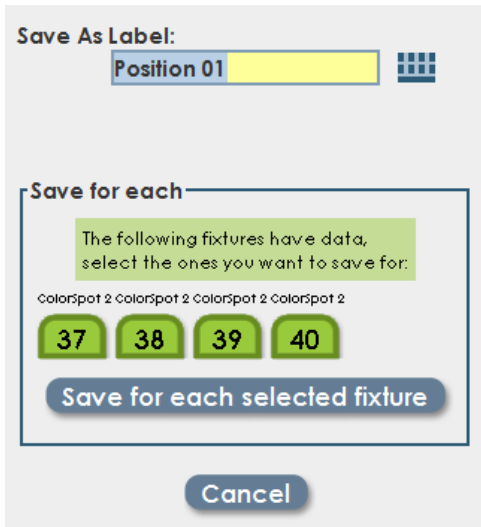 Save As Label:
Position 01
Save for each
The following fixtures have data,
select the ones you want to save for:
ColorSpot 2 ColorSpot 2 ColorSpot 2 ColorSpot 2
37 38 39 40
Save for each selected fixture
Cancel